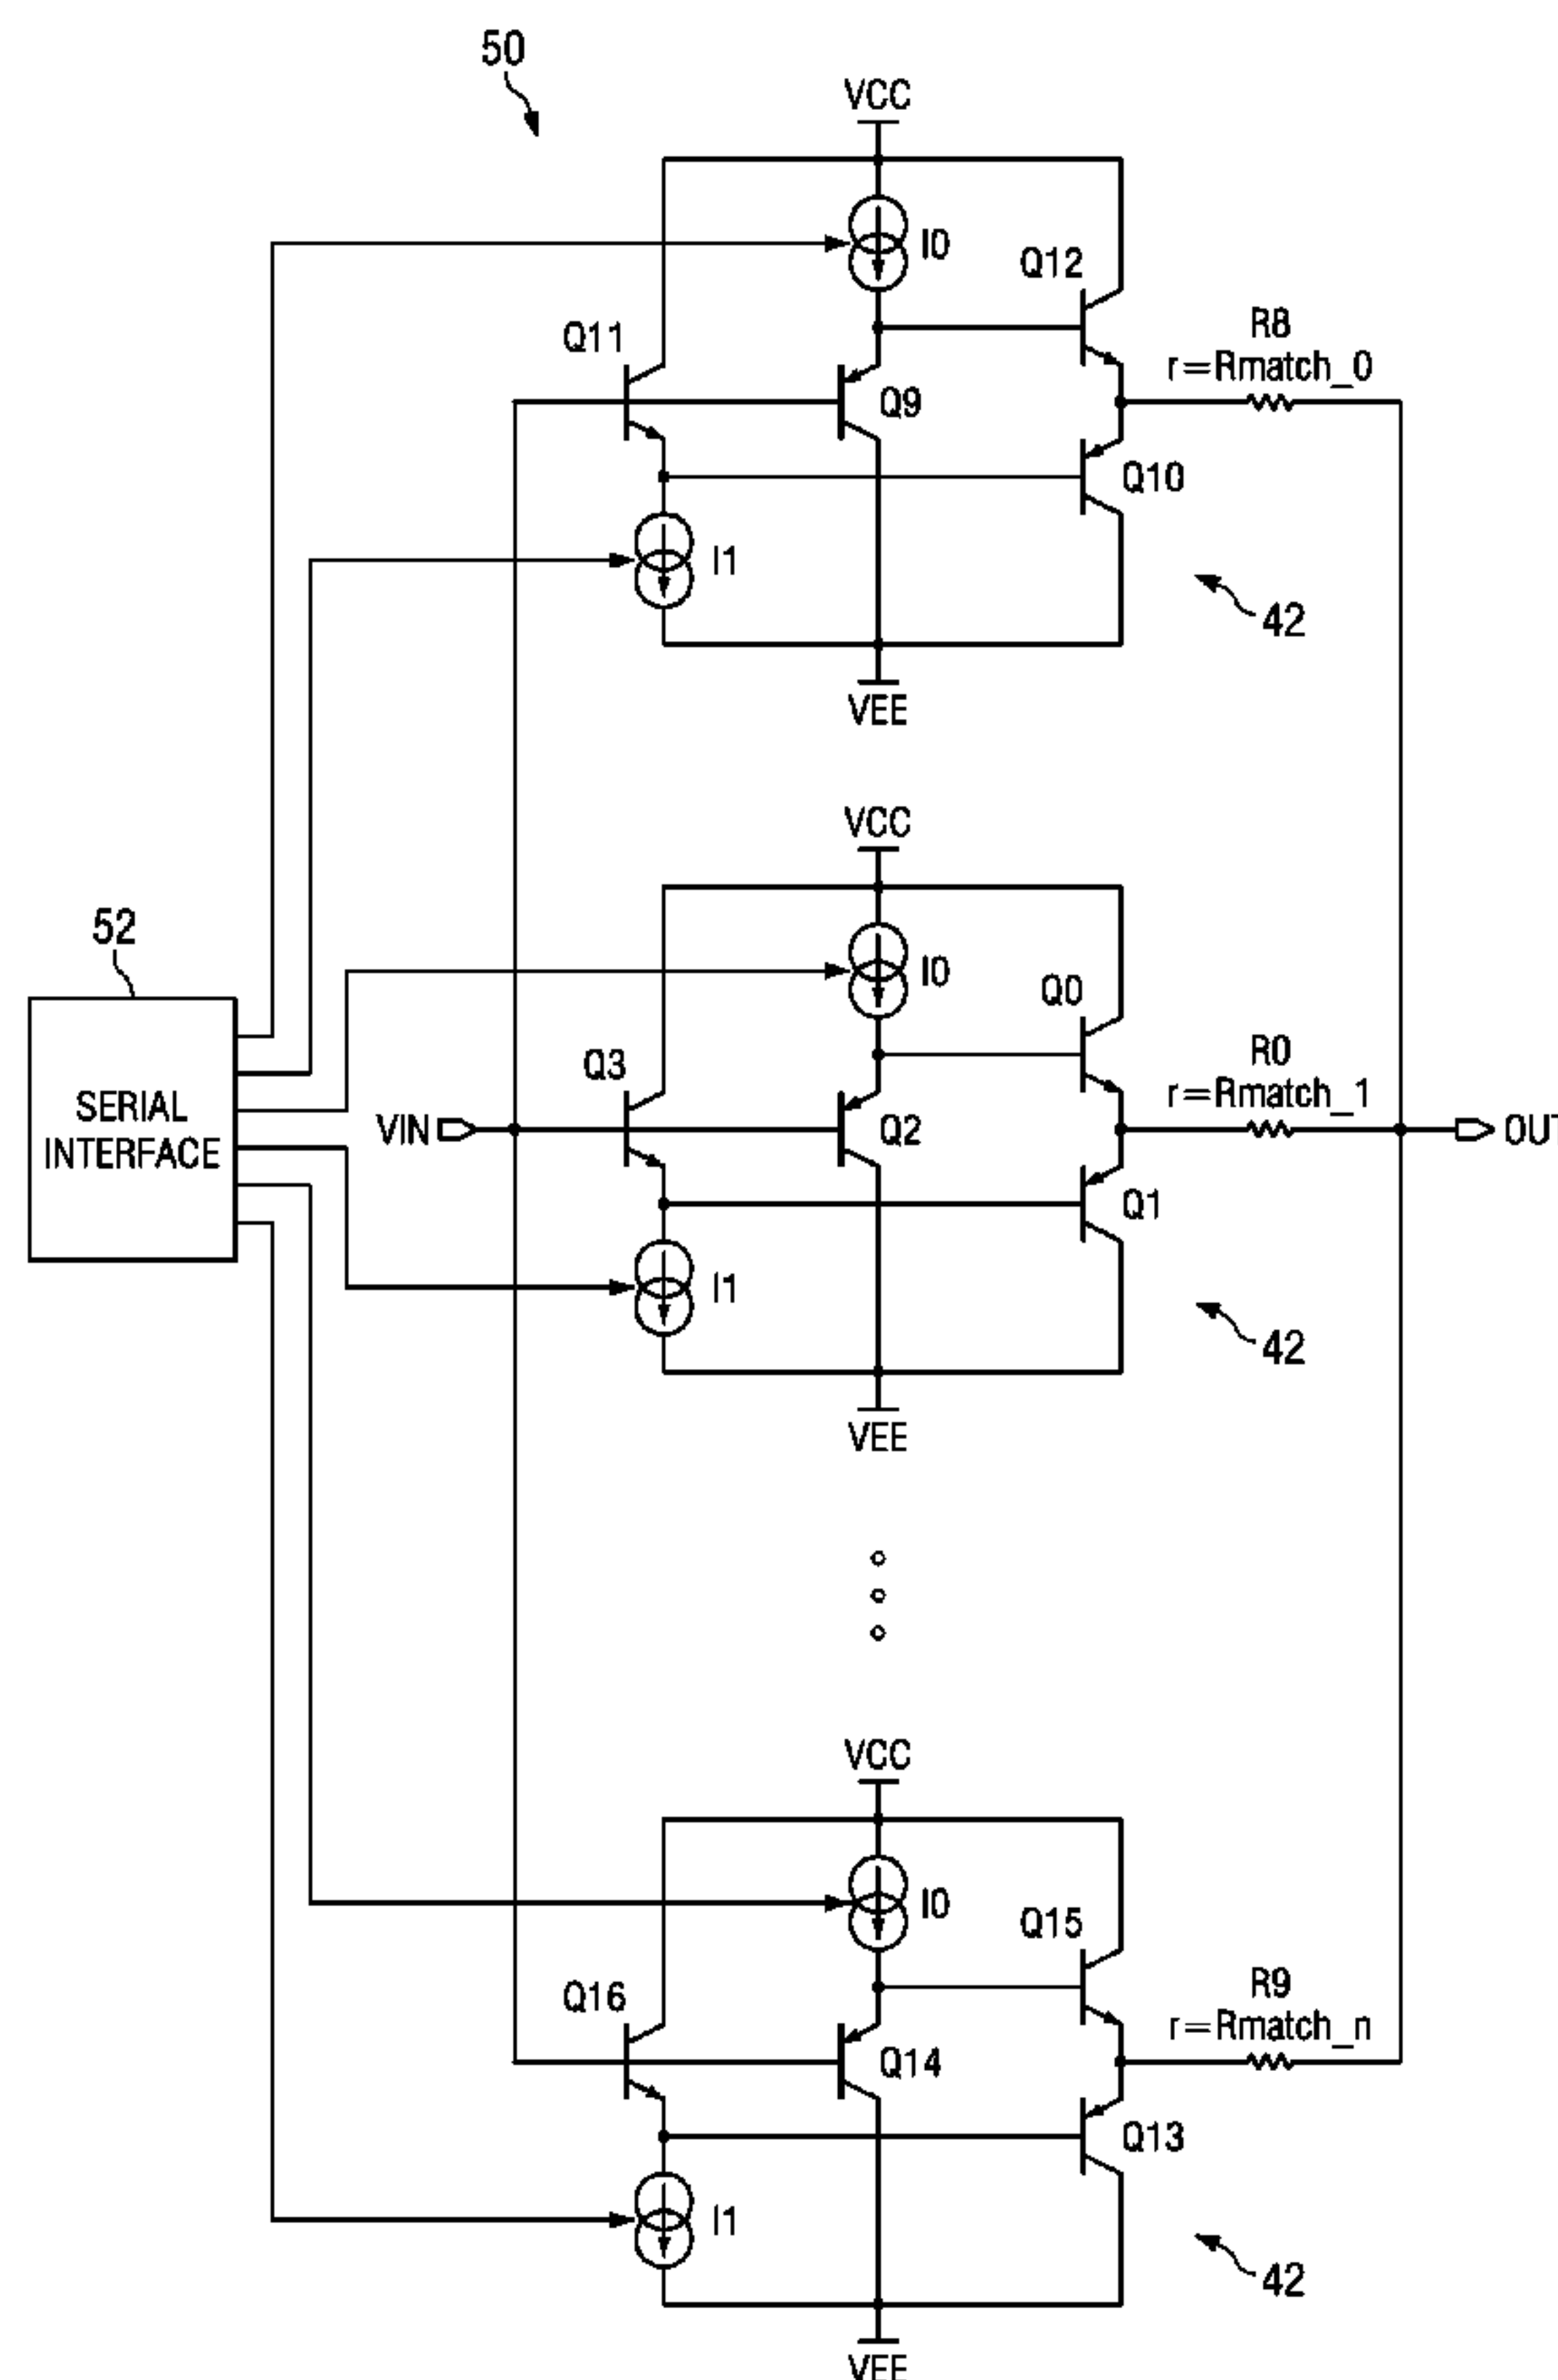 50
VCC
I0
Q12
Q11
R8
r=Rmatch_0
Q9
Q10
I1
42
VEE
VCC
52
I0
Q0
Q3
R0
r=Rmatch_1
SERIAL
INTERFACE
VIN
Q2
OUT
Q1
I1
42
VEE
VCC
I0
Q15
Q16
R9
r=Rmatch_n
Q14
Q13
I1
42
VEE